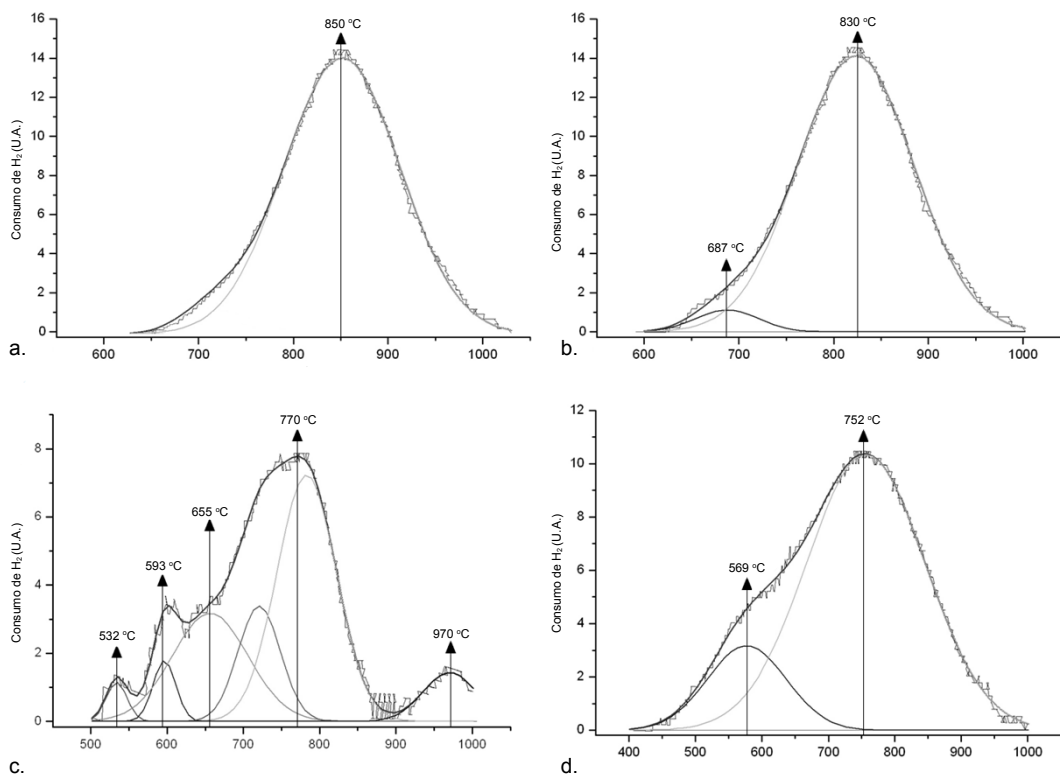 850 °C
16
14
12
10
8
6
4
2
0
Consumo de H₂ (U.A.)
600 700 800 900 1000
a.
830 °C
687 °C
16
14
12
10
8
6
4
2
0
Consumo de H₂ (U.A.)
600 700 800 900 1000
b.
770 °C
655 °C
593 °C
532 °C
970 °C
8
6
4
2
0
Consumo de H₂ (U.A.)
500 600 700 800 900 1000
c.
752 °C
569 °C
12
10
8
6
4
2
0
Consumo de H₂ (U.A.)
400 500 600 700 800 900 1000
d.